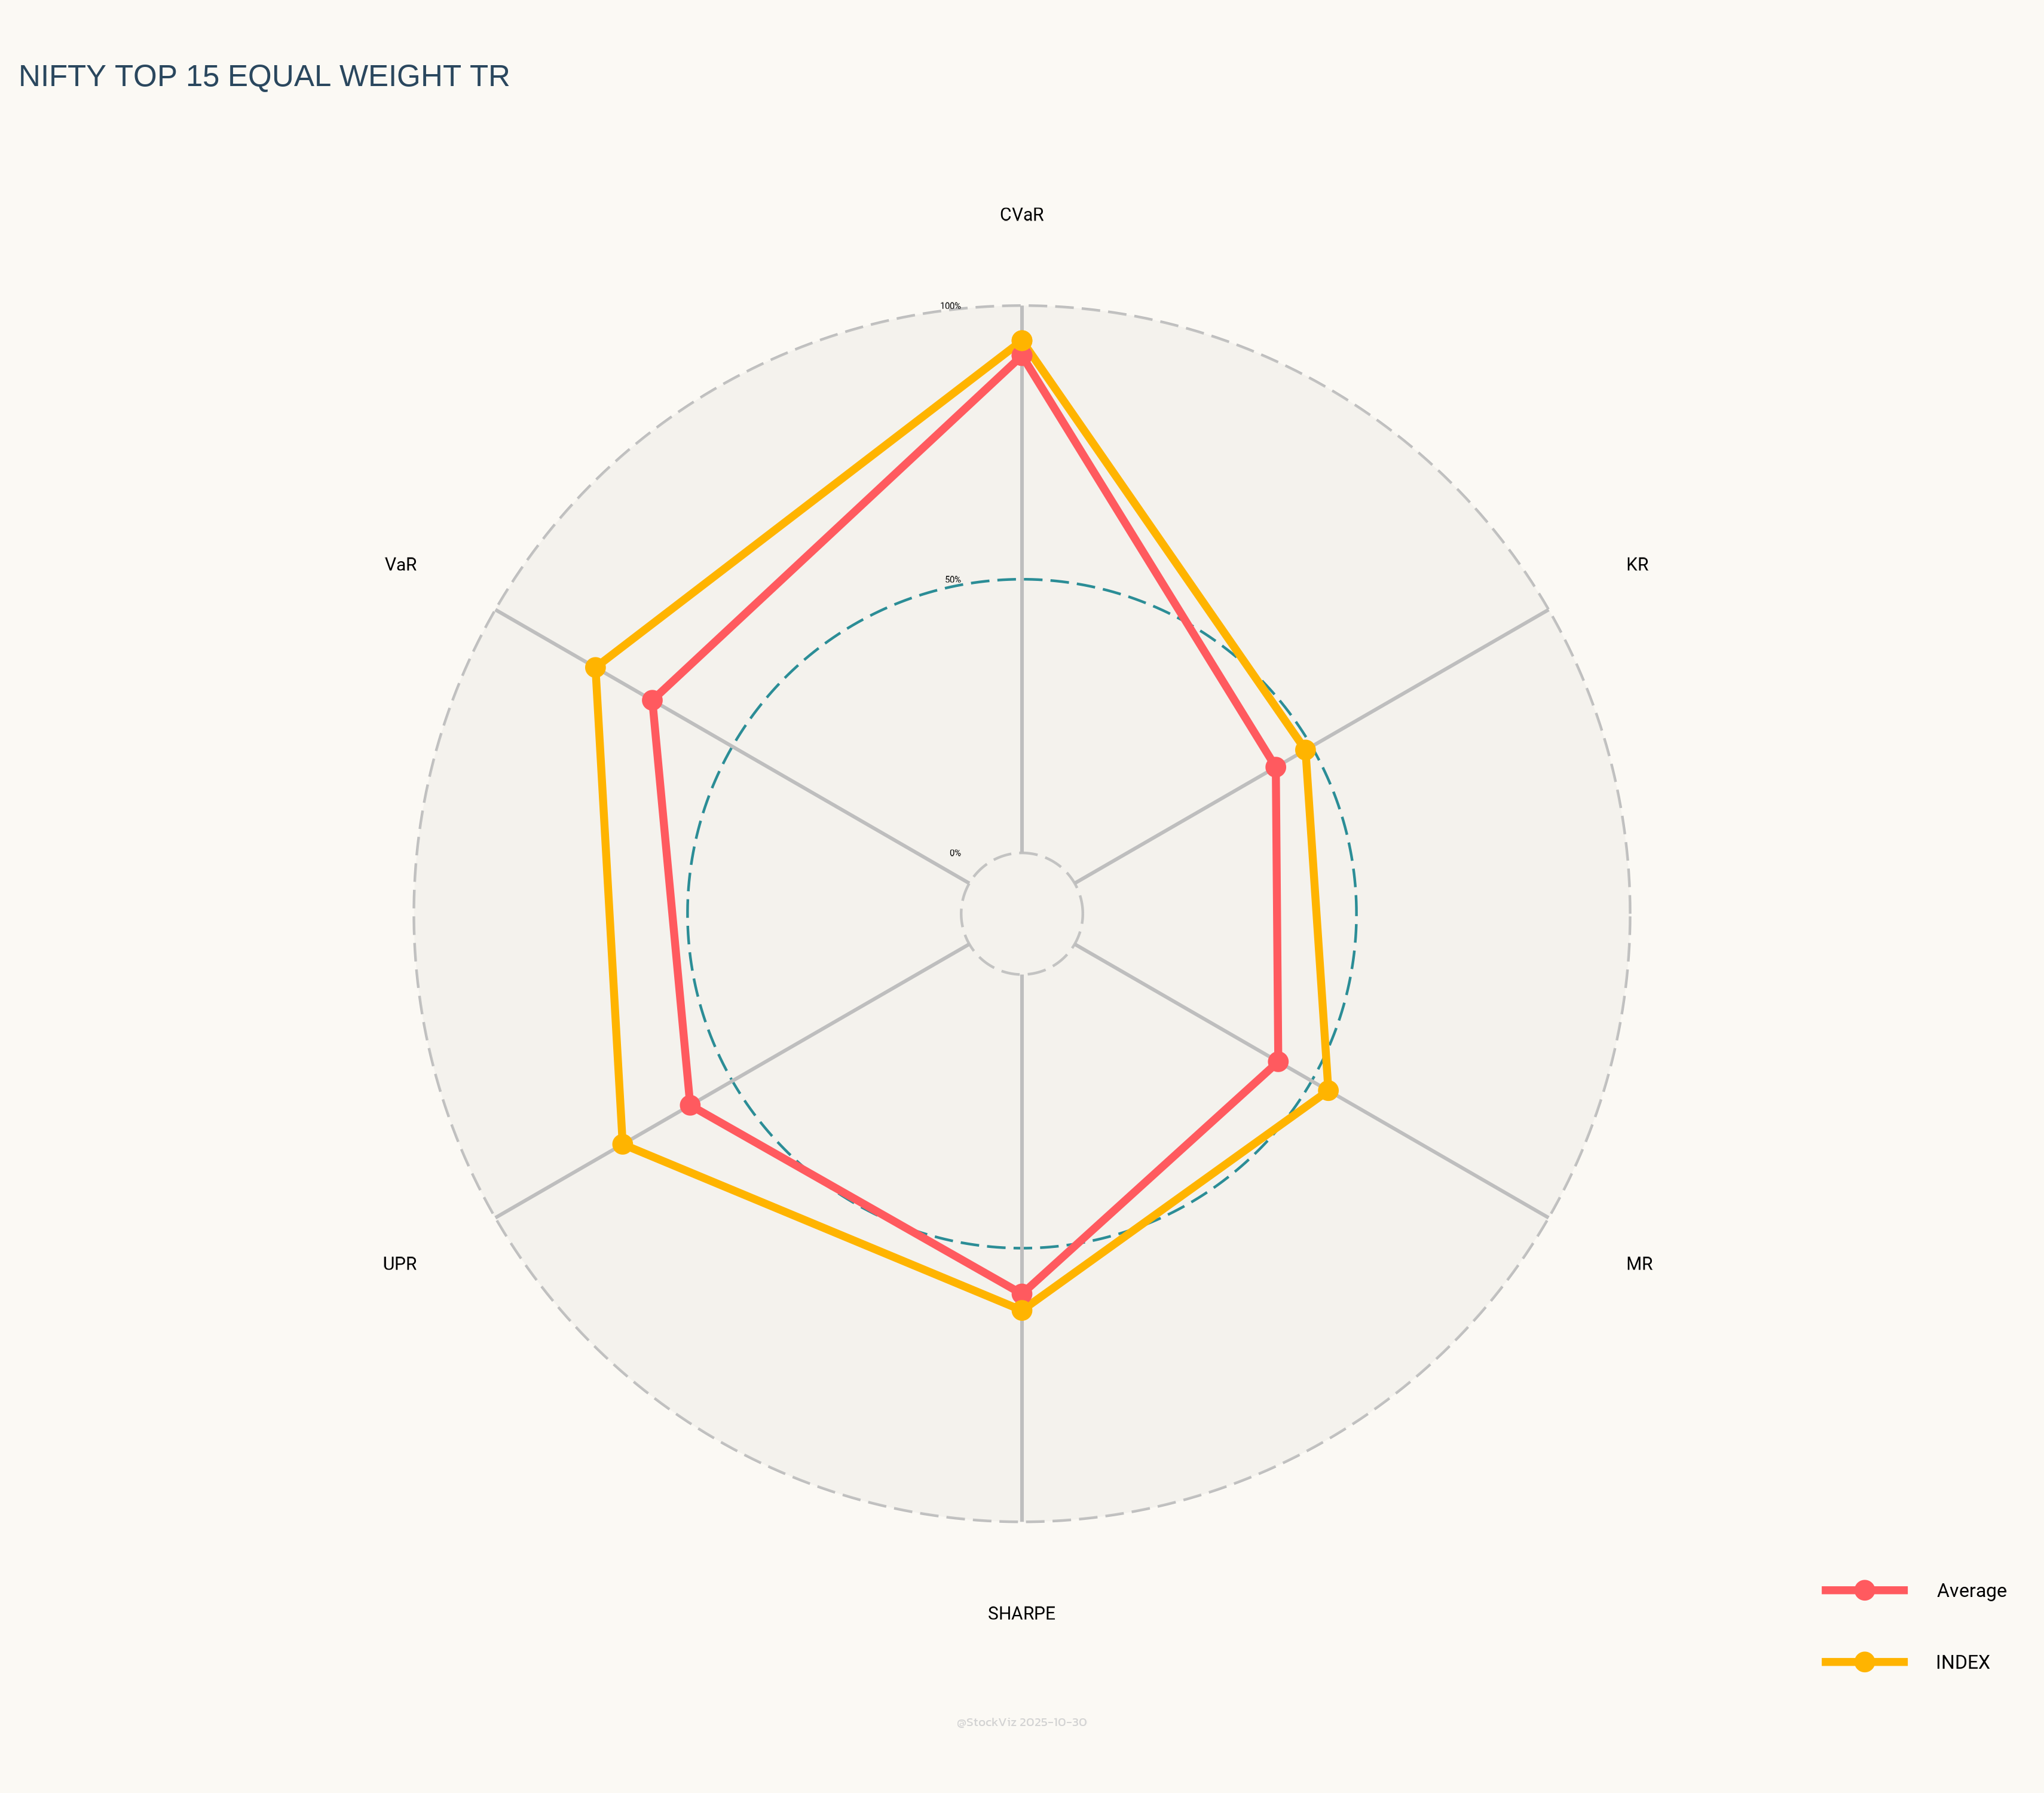 NIFTY TOP 15 EQUAL WEIGHT TR
CVaR
100%
VaR
KR
50%
0%
UPR
MR
SHARPE
Average
INDEX
@StockViz 2025-10-30